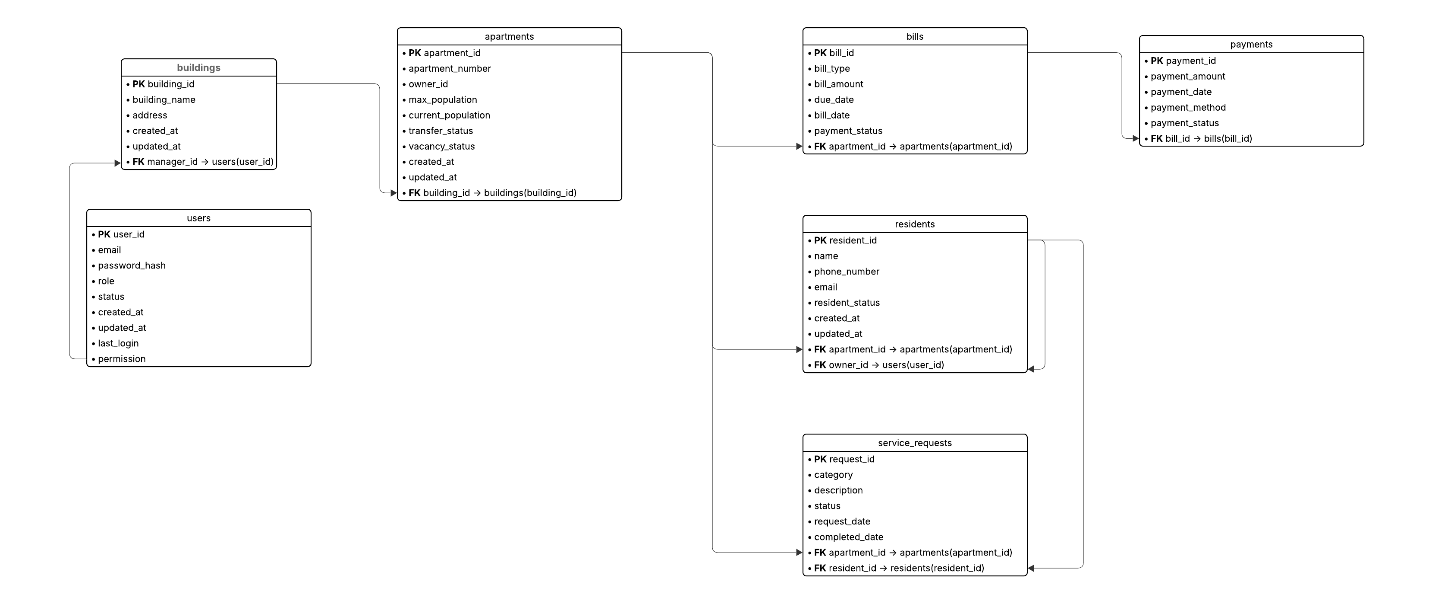 buildings
• PK building_id
• building_name
• address
• created_at
• updated_at
• FK manager_id → users(user_id)
users
• PK user_id
• email
• password_hash
• role
• status
• created_at
• updated_at
• last_login
• permission
apartments
• PK apartment_id
• apartment_number
• owner_id
• max_population
• current_population
• transfer_status
• vacancy_status
• created_at
• updated_at
• FK building_id → buildings(building_id)
bills
• PK bill_id
• bill_type
• bill_amount
• due_date
• bill_date
• payment_status
• FK apartment_id → apartments(apartment_id)
payments
• PK payment_id
• payment_amount
• payment_date
• payment_method
• payment_status
• FK bill_id → bills(bill_id)
residents
• PK resident_id
• name
• phone_number
• email
• resident_status
• created_at
• updated_at
• FK apartment_id → apartments(apartment_id)
• FK owner_id → users(user_id)
service_requests
• PK request_id
• category
• description
• status
• request_date
• completed_date
• FK apartment_id → apartments(apartment_id)
• FK resident_id → residents(resident_id)